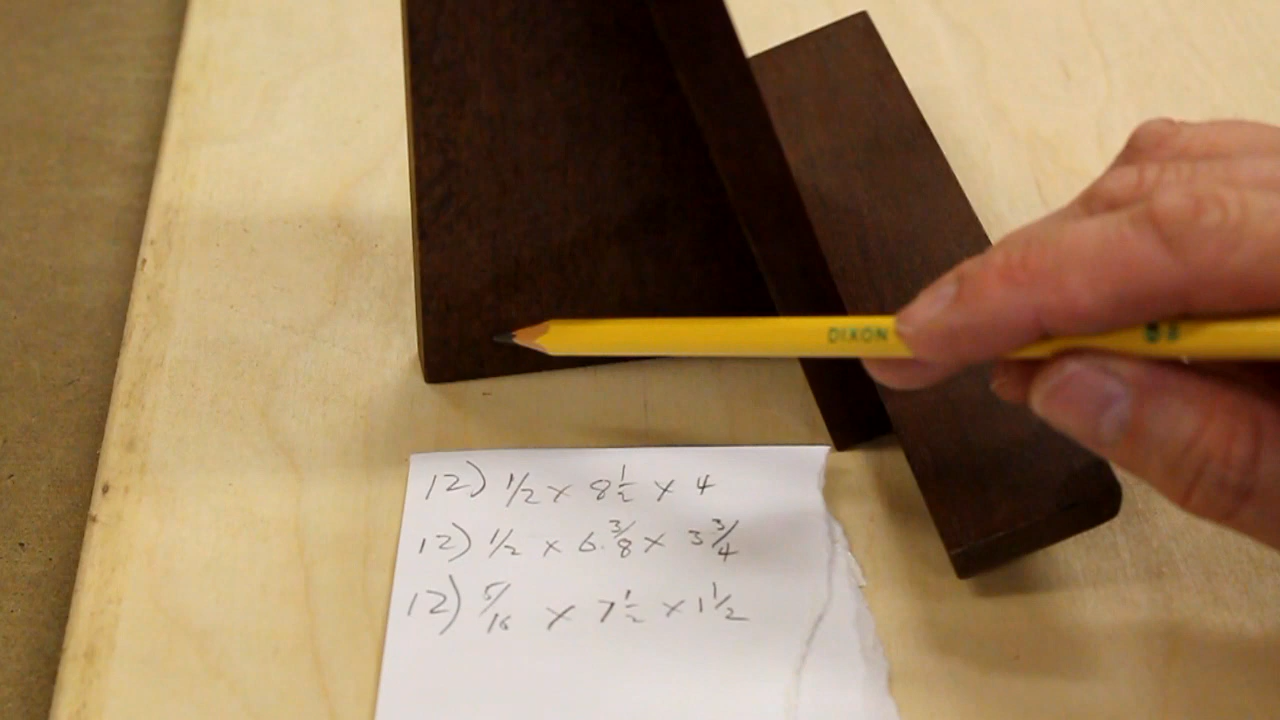 DIXON
12) 1/2 x 8 1/2 x 4
12) 1/2 x 6 3/8 x 3 3/4
12) 5/16 x 7 1/2 x 1 1/2